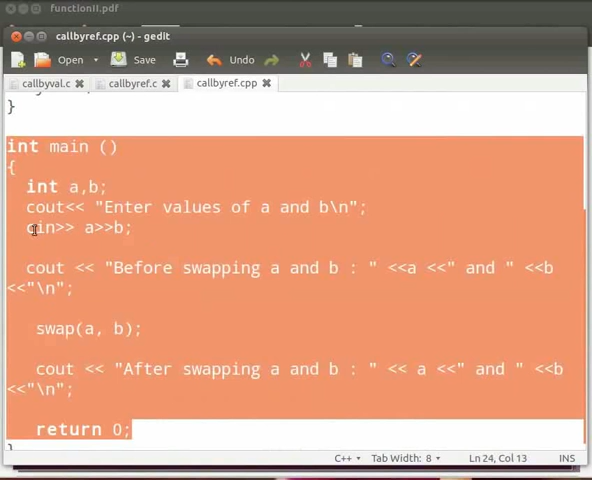 functionII.pdf
callbyref.cpp (~) - gedit
Open Save Undo
callbyval.c callbyref.c callbyref.cpp
}
int main ()
{
int a,b;
cout<< "Enter values of a and b\n";
cin>> a>>b;
cout << "Before swapping a and b : " <<a <<" and " <<b
<<"\n";
swap(a, b);
cout << "After swapping a and b : " << a <<" and " <<b
<<"\n";
return 0;
}
C++ Tab Width: 8 Ln 24, Col 13 INS